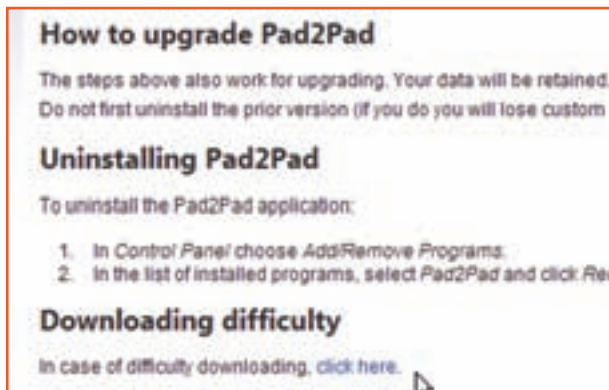 How to upgrade Pad2Pad
The steps above also work for upgrading. Your data will be retained.
Do not first uninstall the prior version (if you do you will lose custom
Uninstalling Pad2Pad
To uninstall the Pad2Pad application:
1. In Control Panel choose Add/Remove Programs.
2. In the list of installed programs, select Pad2Pad and click
Downloading difficulty
In case of difficulty downloading, click here.